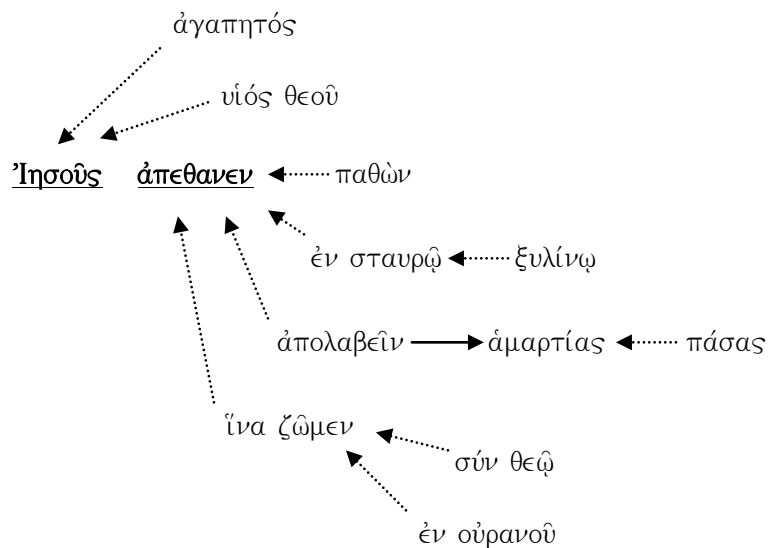 ἀγαπητός
υἱός θεοῦ
Ἰησοῦς ἀπεθανεν παθὼν
ἐν σταυρῷ ξυλίνῳ
ἀπολαβεῖν ἁμαρτίας πάσας
ἵνα ζῶμεν
σύν θεῷ
ἐν οὐρανοῦ